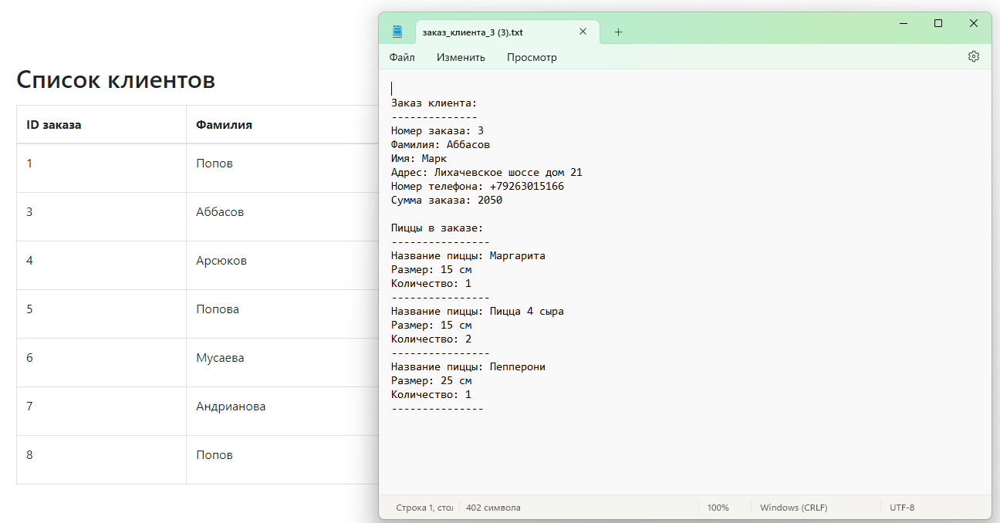 Список клиентов
ID заказа Фамилия
1 Попов
3 Аббасов
4 Арсюков
5 Попова
6 Мусаева
7 Андрианова
8 Попов
заказ_клиента_3 (3).txt
Файл Изменить Просмотр
Заказ клиента:
--------------
Номер заказа: 3
Фамилия: Аббасов
Имя: Марк
Адрес: Лихачевское шоссе дом 21
Номер телефона: +79263015166
Сумма заказа: 2050
Пиццы в заказе:
----------------
Название пиццы: Маргарита
Размер: 15 см
Количество: 1
----------------
Название пиццы: Пицца 4 сыра
Размер: 15 см
Количество: 2
----------------
Название пиццы: Пепперони
Размер: 25 см
Количество: 1
---------------
Строка 1, 402 символа 100% Windows (CRLF) UTF-8